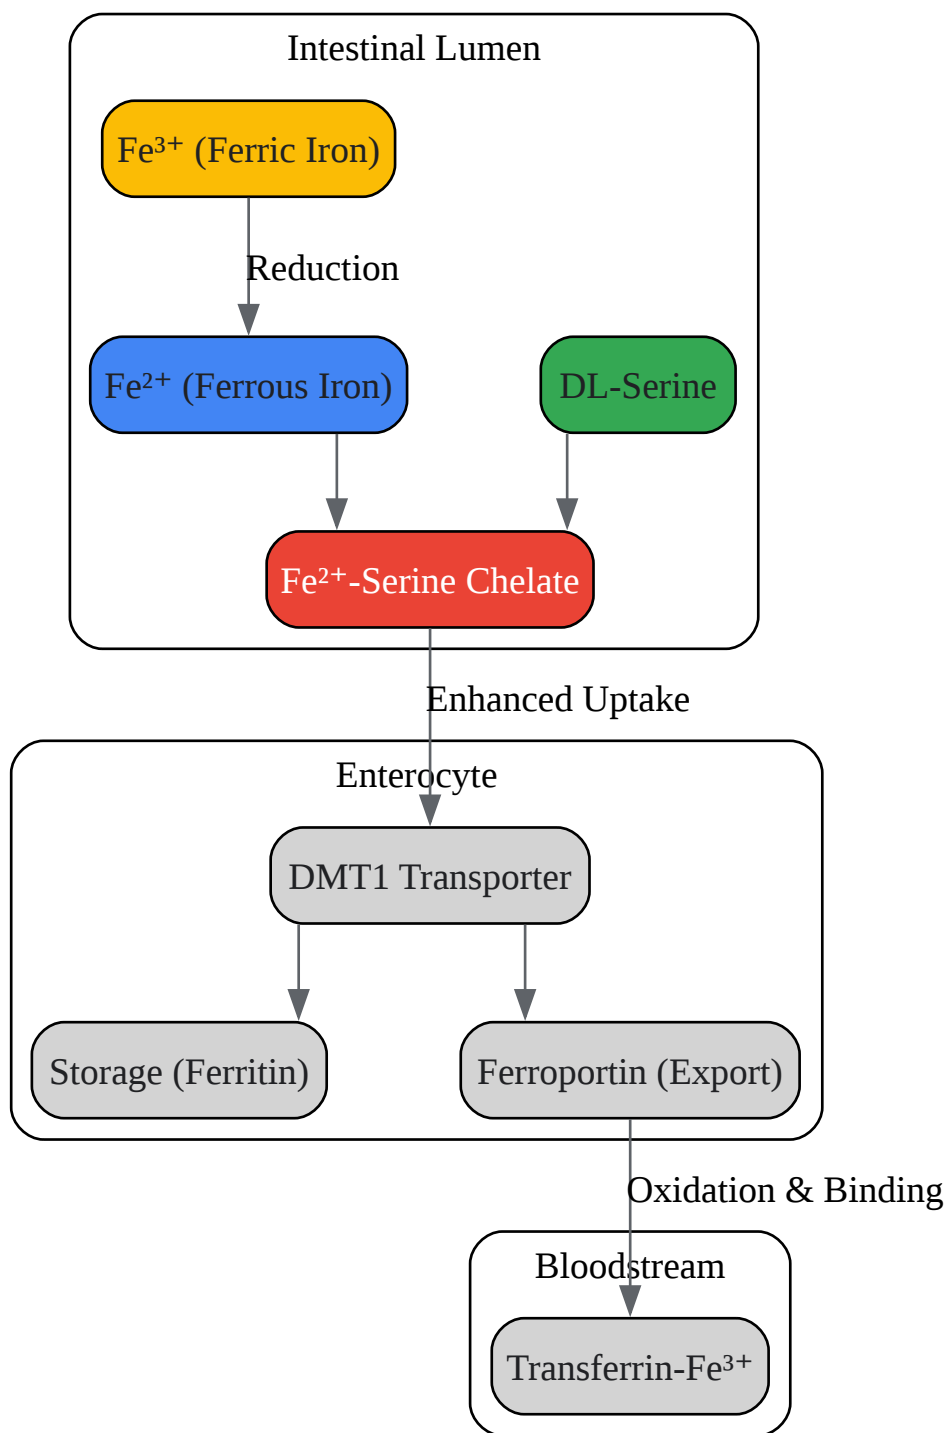 Intestinal Lumen
Fe³⁺ (Ferric Iron)
Reduction
Fe²⁺ (Ferrous Iron)
DL-Serine
Fe²⁺-Serine Chelate
Enhanced Uptake
Enterocyte
DMT1 Transporter
Storage (Ferritin)
Ferroportin (Export)
Oxidation & Binding
Bloodstream
Transferrin-Fe³⁺